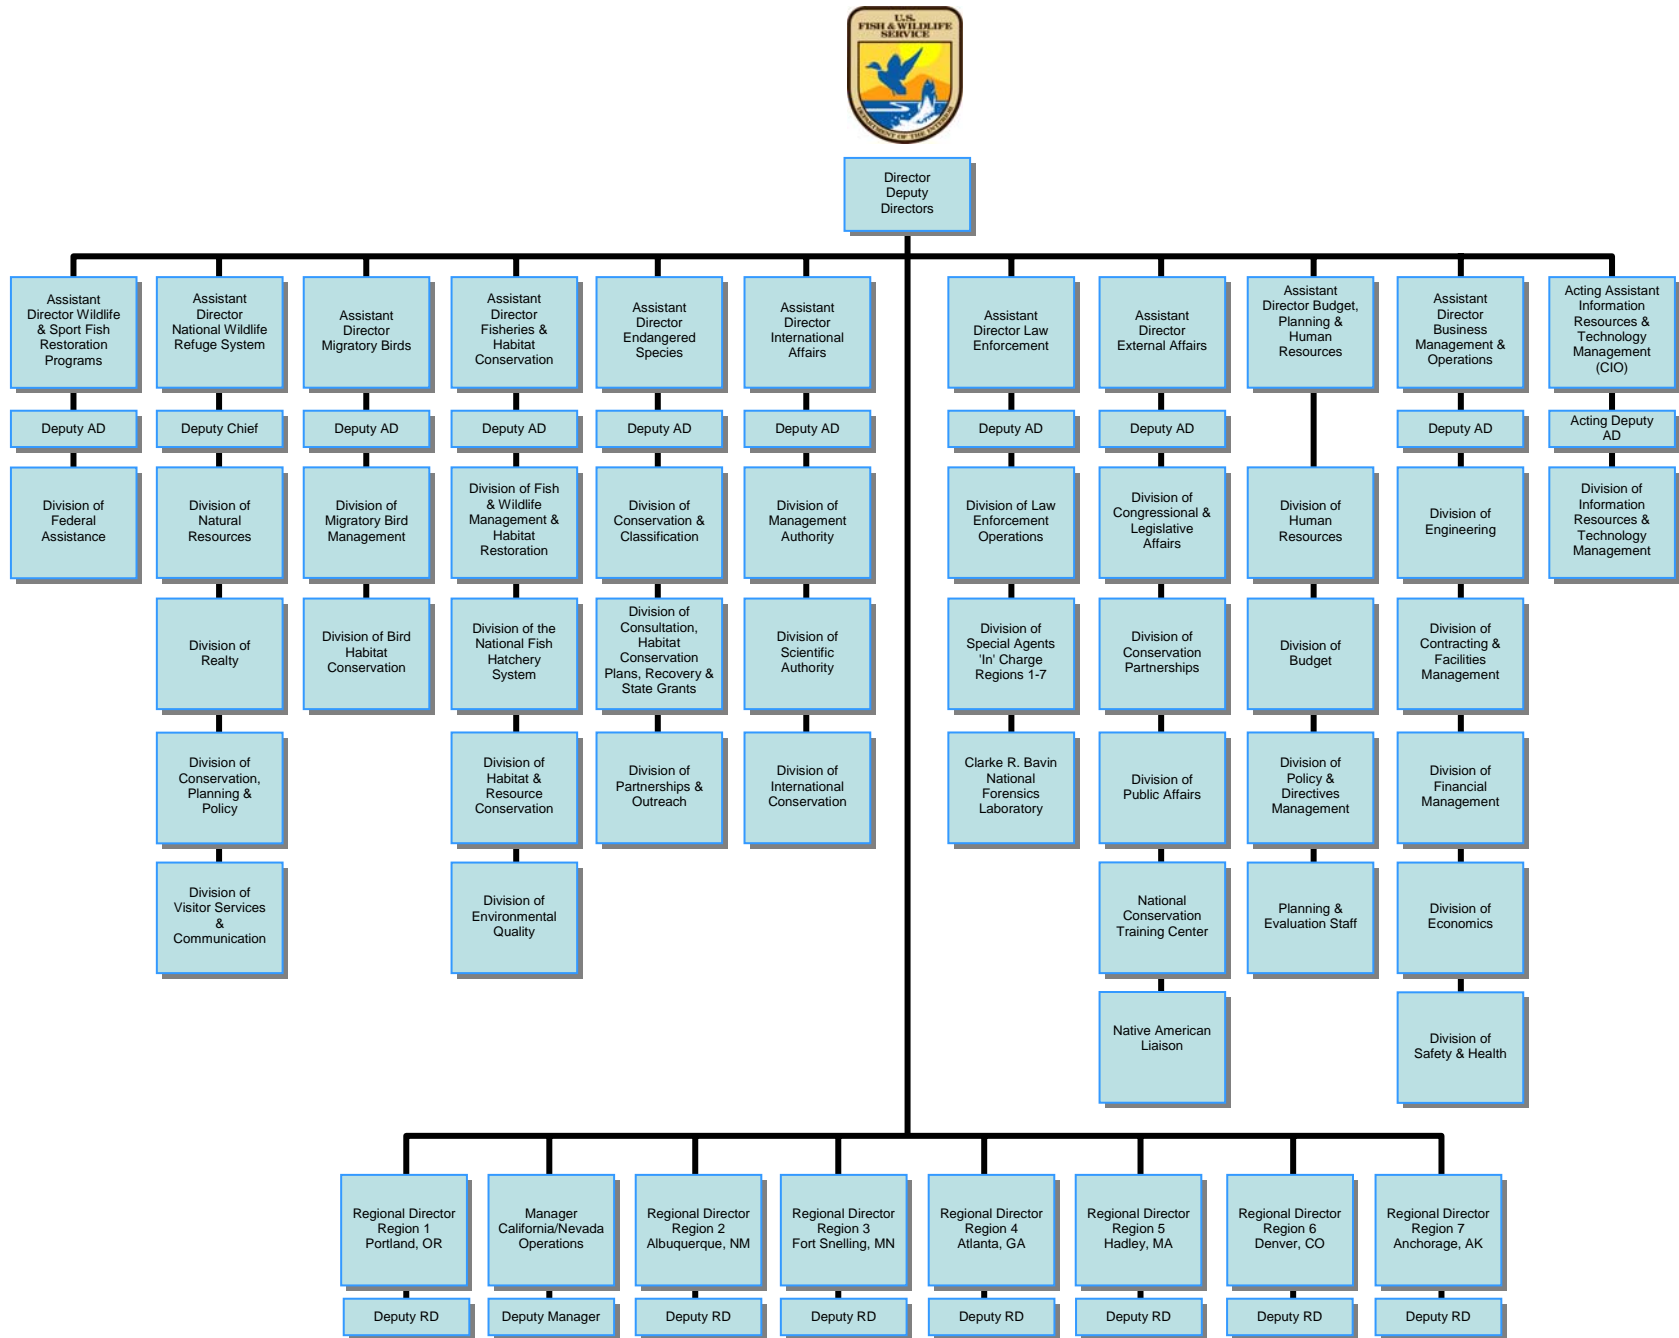 U.S.
FISH & WILDLIFE
SERVICE
DEPARTMENT OF THE INTERIOR
Director
Deputy
Directors
Assistant
Director Wildlife
& Sport Fish
Restoration
Programs
Assistant
Director
National Wildlife
Refuge System
Assistant
Director
Migratory Birds
Assistant
Director
Fisheries &
Habitat
Conservation
Assistant
Director
Endangered
Species
Assistant
Director
International
Affairs
Assistant
Director Law
Enforcement
Assistant
Director
External Affairs
Assistant
Director Budget,
Planning &
Human
Resources
Assistant
Director
Business
Management &
Operations
Acting Assistant
Information
Resources &
Technology
Management
(CIO)
Deputy AD
Deputy Chief
Deputy AD
Deputy AD
Deputy AD
Deputy AD
Deputy AD
Deputy AD
Deputy AD
Acting Deputy
AD
Division of
Federal
Assistance
Division of
Natural
Resources
Division of
Migratory Bird
Management
Division of Fish
& Wildlife
Management &
Habitat
Restoration
Division of
Conservation &
Classification
Division of
Management
Authority
Division of Law
Enforcement
Operations
Division of
Congressional &
Legislative
Affairs
Division of
Human
Resources
Division of
Engineering
Division of
Information
Resources &
Technology
Management
Division of
Realty
Division of Bird
Habitat
Conservation
Division of the
National Fish
Hatchery
System
Division of
Consultation,
Habitat
Conservation
Plans, Recovery &
State Grants
Division of
Scientific
Authority
Division of
Special Agents
'In' Charge
Regions 1-7
Division of
Conservation
Partnerships
Division of
Budget
Division of
Contracting &
Facilities
Management
Division of
Conservation,
Planning &
Policy
Division of
Habitat &
Resource
Conservation
Division of
Partnerships &
Outreach
Division of
International
Conservation
Clarke R. Bavin
National
Forensics
Laboratory
Division of
Public Affairs
Division of
Policy &
Directives
Management
Division of
Financial
Management
Division of
Visitor Services
&
Communication
Division of
Environmental
Quality
National
Conservation
Training Center
Planning &
Evaluation Staff
Division of
Economics
Native American
Liaison
Division of
Safety & Health
Regional Director
Region 1
Portland, OR
Manager
California/Nevada
Operations
Regional Director
Region 2
Albuquerque, NM
Regional Director
Region 3
Fort Snelling, MN
Regional Director
Region 4
Atlanta, GA
Regional Director
Region 5
Hadley, MA
Regional Director
Region 6
Denver, CO
Regional Director
Region 7
Anchorage, AK
Deputy RD
Deputy Manager
Deputy RD
Deputy RD
Deputy RD
Deputy RD
Deputy RD
Deputy RD